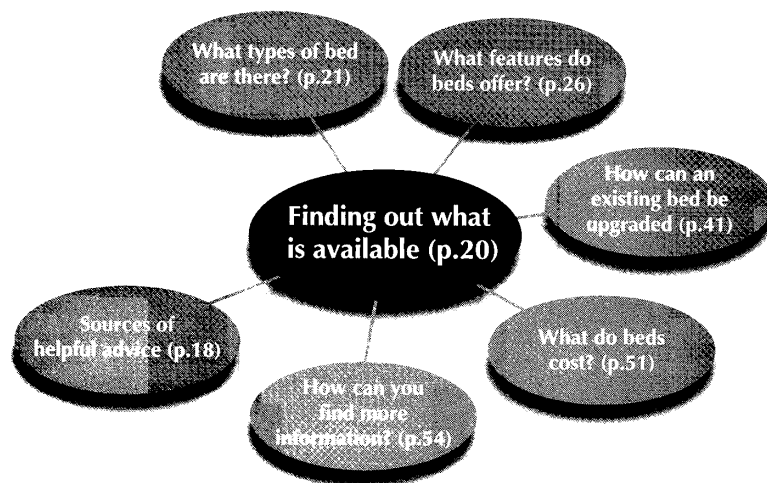 What types of bed
are there? (p.21)
What features do
beds offer? (p.26)
How can an
existing bed be
upgraded (p.41)
Finding out what
is available (p.20)
Sources of
helpful advice (p.18)
What do beds
cost? (p.51)
How can you
find more
information? (p.54)